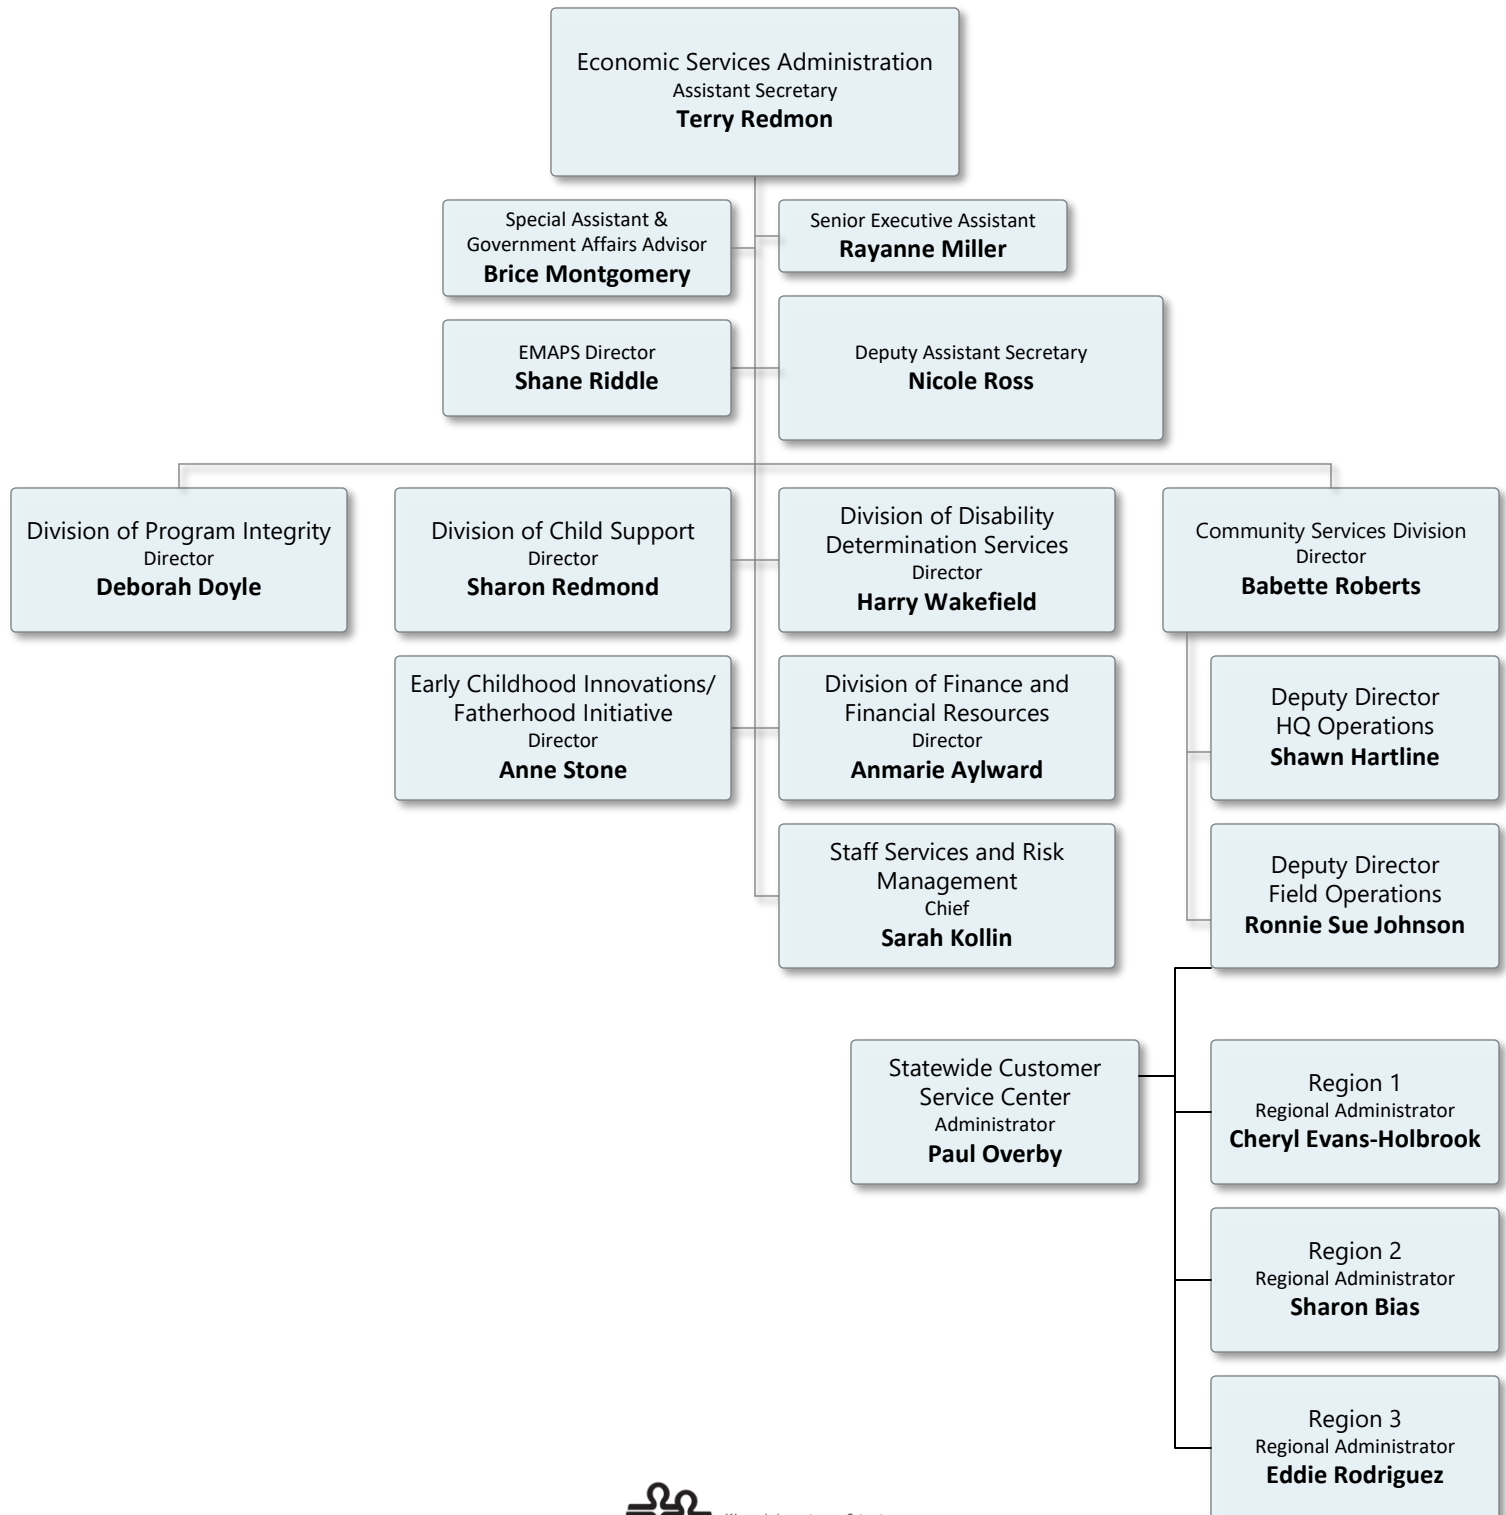 Economic Services Administration
Assistant Secretary
Terry Redmon
Special Assistant &
Government Affairs Advisor
Brice Montgomery
Senior Executive Assistant
Rayanne Miller
EMAPS Director
Shane Riddle
Deputy Assistant Secretary
Nicole Ross
Division of Program Integrity
Director
Deborah Doyle
Division of Child Support
Director
Sharon Redmond
Division of Disability
Determination Services
Director
Harry Wakefield
Community Services Division
Director
Babette Roberts
Early Childhood Innovations/
Fatherhood Initiative
Director
Anne Stone
Division of Finance and
Financial Resources
Director
Anmarie Aylward
Deputy Director
HQ Operations
Shawn Hartline
Staff Services and Risk
Management
Chief
Sarah Kollin
Deputy Director
Field Operations
Ronnie Sue Johnson
Statewide Customer
Service Center
Administrator
Paul Overby
Region 1
Regional Administrator
Cheryl Evans-Holbrook
Region 2
Regional Administrator
Sharon Bias
Region 3
Regional Administrator
Eddie Rodriguez